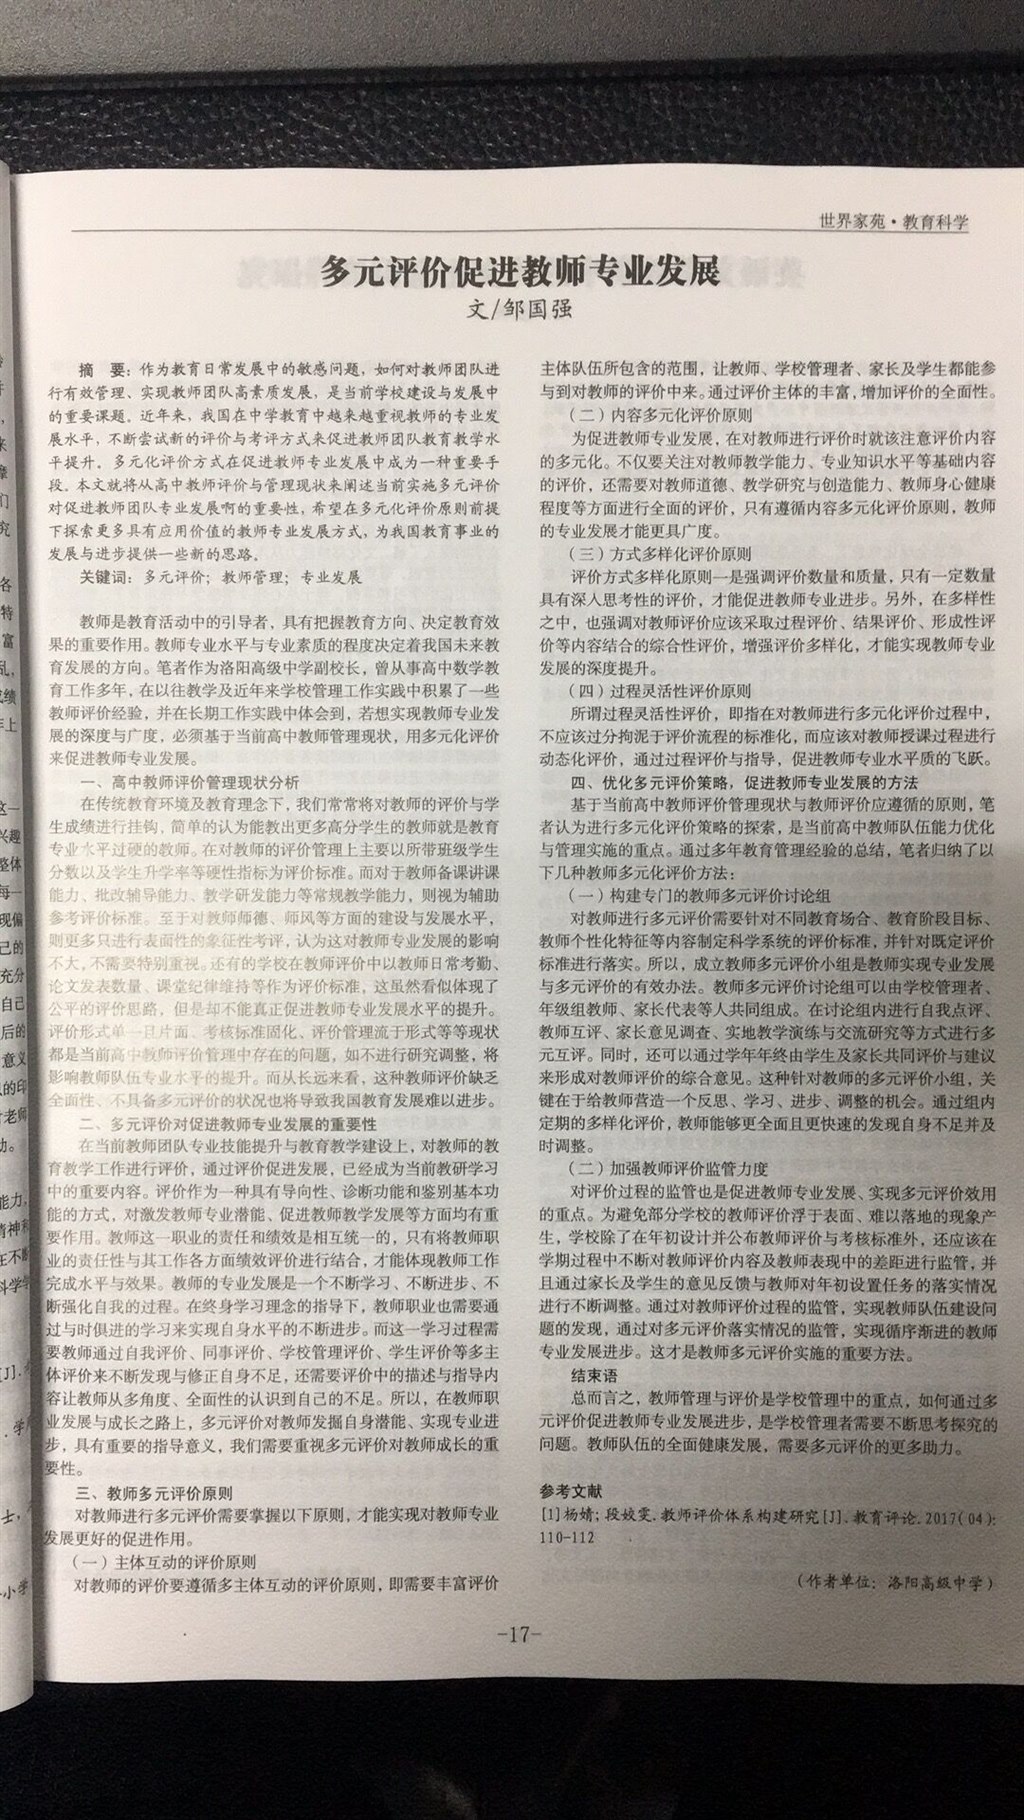 世界家苑·教育科学
多元评价促进教师专业发展
文/邹国强
摘　要：作为教育日常发展中的敏感问题，如何对教师团队进
行有效管理、实现教师团队高素质发展，是当前学校建设与发展中
的重要课题。近年来，我国在中学教育中越来越重视教师的专业发
展水平，不断尝试新的评价与考评方式来促进教师团队教育教学水
平提升。多元化评价方式在促进教师专业发展中成为一种重要手
段。本文就将从高中教师评价与管理现状来阐述当前实施多元评价
对促进教师团队专业发展啊的重要性，希望在多元化评价原则前提
下探索更多具有应用价值的教师专业发展方式，为我国教育事业的
发展与进步提供一些新的思路。
关键词：多元评价；教师管理；专业发展
教师是教育活动中的引导者，具有把握教育方向、决定教育效
果的重要作用。教师专业水平与专业素质的程度决定着我国未来教
育发展的方向。笔者作为洛阳高级中学副校长，曾从事高中数学教
育工作多年，在以往教学及近年来学校管理工作实践中积累了一些
教师评价经验，并在长期工作实践中体会到，若想实现教师专业发
展的深度与广度，必须基于当前高中教师管理现状，用多元化评价
来促进教师专业发展。
一、高中教师评价管理现状分析
在传统教育环境及教育理念下，我们常常将对教师的评价与学
生成绩进行挂钩，简单的认为能教出更多高分学生的教师就是教育
专业水平过硬的教师。在对教师的评价管理上主要以所带班级学生
分数以及学生升学率等硬性指标为评价标准。而对于教师备课讲课
能力、批改辅导能力、教学研发能力等常规教学能力，则视为辅助
参考评价标准。至于对教师师德、师风等方面的建设与发展水平，
则更多只进行表面性的象征性考评，认为这对教师专业发展的影响
不大，不需要特别重视。还有的学校在教师评价中以教师日常考勤、
论文发表数量、课堂纪律维持等作为评价标准，这虽然看似体现了
公平的评价思路，但是却不能真正促进教师专业发展水平的提升。
评价形式单一且片面、考核标准固化、评价管理流于形式等等现状
都是当前高中教师评价管理中存在的问题，如不进行研究调整，将
影响教师队伍专业水平的提升。而从长远来看，这种教师评价缺乏
全面性、不具备多元评价的状况也将导致我国教育发展难以进步。
二、多元评价对促进教师专业发展的重要性
在当前教师团队专业技能提升与教育教学建设上，对教师的教
育教学工作进行评价，通过评价促进发展，已经成为当前教研学习
中的重要内容。评价作为一种具有导向性、诊断功能和鉴别基本功
能的方式，对激发教师专业潜能、促进教师教学发展等方面均有重
要作用。教师这一职业的责任和绩效是相互统一的，只有将教师职
业的责任性与其工作各方面绩效评价进行结合，才能体现教师工作
完成水平与效果。教师的专业发展是一个不断学习、不断进步、不
断强化自我的过程。在终身学习理念的指导下，教师职业也需要通
过与时俱进的学习来实现自身水平的不断进步。而这一学习过程需
要教师通过自我评价、同事评价、学校管理评价、学生评价等多主
体评价来不断发现与修正自身不足，还需要评价中的描述与指导内
容让教师从多角度、全面性的认识到自己的不足。所以，在教师职
业发展与成长之路上，多元评价对教师发掘自身潜能、实现专业进
步，具有重要的指导意义，我们需要重视多元评价对教师成长的重
要性。
三、教师多元评价原则
对教师进行多元评价需要掌握以下原则，才能实现对教师专业
发展更好的促进作用。
（一）主体互动的评价原则
对教师的评价要遵循多主体互动的评价原则，即需要丰富评价
主体队伍所包含的范围，让教师、学校管理者、家长及学生都能参
与到对教师的评价中来。通过评价主体的丰富，增加评价的全面性。
（二）内容多元化评价原则
为促进教师专业发展，在对教师进行评价时就该注意评价内容
的多元化。不仅要关注对教师教学能力、专业知识水平等基础内容
的评价，还需要对教师道德、教学研究与创造能力、教师身心健康
程度等方面进行全面的评价，只有遵循内容多元化评价原则，教师
的专业发展才能更具广度。
（三）方式多样化评价原则
评价方式多样化原则一是强调评价数量和质量，只有一定数量
具有深入思考性的评价，才能促进教师专业进步。另外，在多样性
之中，也强调对教师评价应该采取过程评价、结果评价、形成性评
价等内容结合的综合性评价，增强评价多样化，才能实现教师专业
发展的深度提升。
（四）过程灵活性评价原则
所谓过程灵活性评价，即指在对教师进行多元化评价过程中，
不应该过分拘泥于评价流程的标准化，而应该对教师授课过程进行
动态化评价，通过过程评价与指导，促进教师专业水平质的飞跃。
四、优化多元评价策略，促进教师专业发展的方法
基于当前高中教师评价管理现状与教师评价应遵循的原则，笔
者认为进行多元化评价策略的探索，是当前高中教师队伍能力优化
与管理实施的重点。通过多年教育管理经验的总结，笔者归纳了以
下几种教师多元化评价方法：
（一）构建专门的教师多元评价讨论组
对教师进行多元评价需要针对不同教育场合、教育阶段目标、
教师个性化特征等内容制定科学系统的评价标准，并针对既定评价
标准进行落实。所以，成立教师多元评价小组是教师实现专业发展
与多元评价的有效办法。教师多元评价讨论组可以由学校管理者、
年级组教师、家长代表等人共同组成。在讨论组内进行自我点评、
教师互评、家长意见调查、实地教学演练与交流研究等方式进行多
元互评。同时，还可以通过学年年终由学生及家长共同评价与建议
来形成对教师评价的综合意见。这种针对教师的多元评价小组，关
键在于给教师营造一个反思、学习、进步、调整的机会。通过组内
定期的多样化评价，教师能够更全面且更快速的发现自身不足并及
时调整。
（二）加强教师评价监管力度
对评价过程的监管也是促进教师专业发展、实现多元评价效用
的重点。为避免部分学校的教师评价浮于表面、难以落地的现象产
生，学校除了在年初设计并公布教师评价与考核标准外，还应该在
学期过程中不断对教师评价内容及教师表现中的差距进行监管，并
且通过家长及学生的意见反馈与教师对年初设置任务的落实情况
进行不断调整。通过对教师评价过程的监管，实现教师队伍建设问
题的发现，通过对多元评价落实情况的监管，实现循序渐进的教师
专业发展进步。这才是教师多元评价实施的重要方法。
结束语
总而言之，教师管理与评价是学校管理中的重点，如何通过多
元评价促进教师专业发展进步，是学校管理者需要不断思考探究的
问题。教师队伍的全面健康发展，需要多元评价的更多助力。
参考文献
[1]杨婧；段姣雯.教师评价体系构建研究[J].教育评论.2017(04):
110-112
（作者单位：洛阳高级中学）
-17-